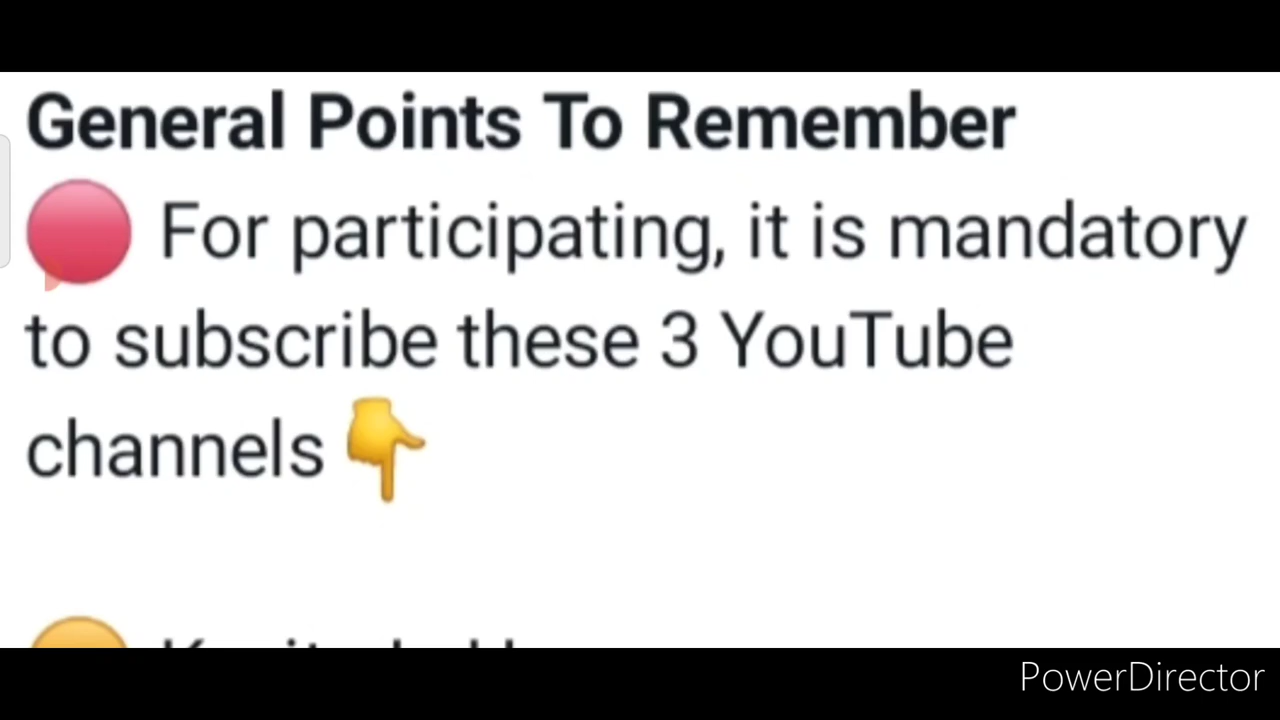 General Points To Remember
🔴 For participating, it is mandatory
to subscribe these 3 YouTube
channels 👇
PowerDirector